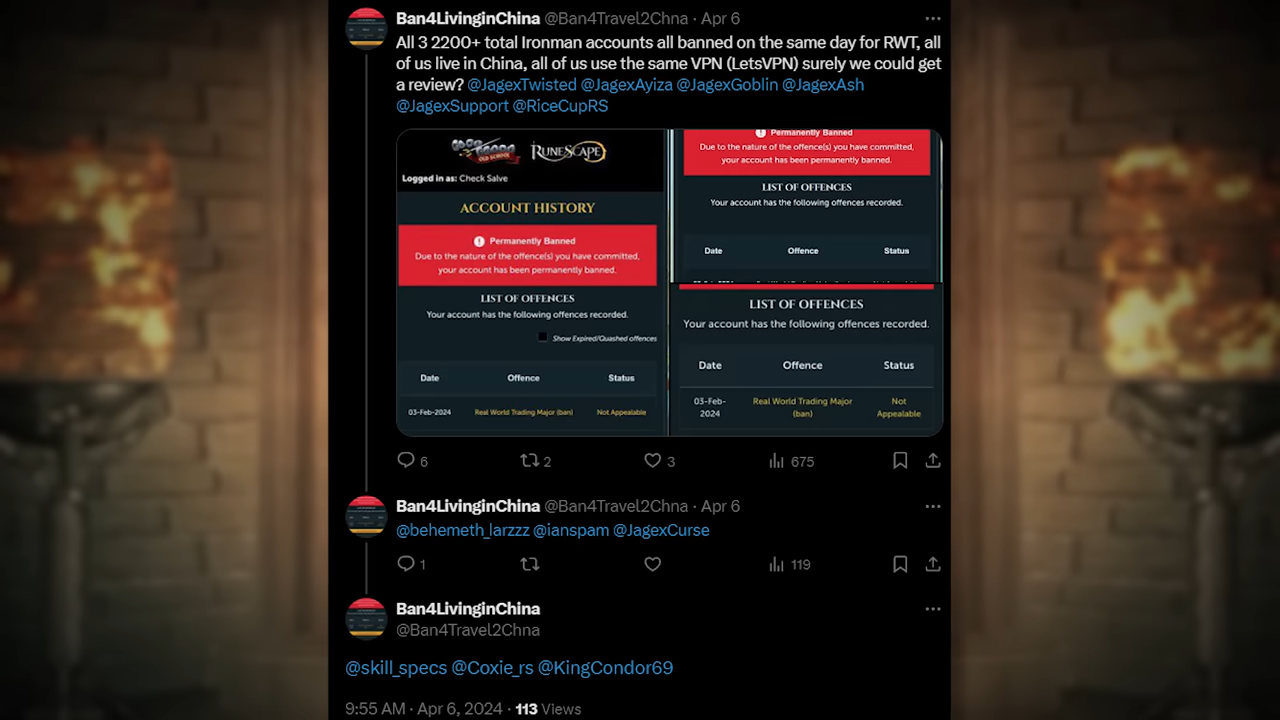 Ban4LivinginChina @Ban4Travel2Chna · Apr 6
All 3 2200+ total Ironman accounts all banned on the same day for RWT, all
of us live in China, all of us use the same VPN (LetsVPN) surely we could get
a review? @JagexTwisted @JagexAyiza @JagexGoblin @JagexAsh
@JagexSupport @RiceCupRS
OLD SCHOOL RUNESCAPE
Logged in as: Check Salve
ACCOUNT HISTORY
Permanently Banned
Due to the nature of the offence(s) you have committed,
your account has been permanently banned.
LIST OF OFFENCES
Your account has the following offences recorded.
Show Expired/Quashed offences
Date Offence Status
03-Feb-2024 Real World Trading Major (ban) Not Appealable
Permanently Banned
Due to the nature of the offence(s) you have committed,
your account has been permanently banned.
LIST OF OFFENCES
Your account has the following offences recorded.
Date Offence Status
LIST OF OFFENCES
Your account has the following offences recorded.
Date Offence Status
03-Feb- Real World Trading Major Not
2024 (ban) Appealable
6 2 3 675
Ban4LivinginChina @Ban4Travel2Chna · Apr 6
@behemeth_larzzz @ianspam @JagexCurse
1 119
Ban4LivinginChina
@Ban4Travel2Chna
@skill_specs @Coxie_rs @KingCondor69
9:55 AM · Apr 6, 2024 · 113 Views